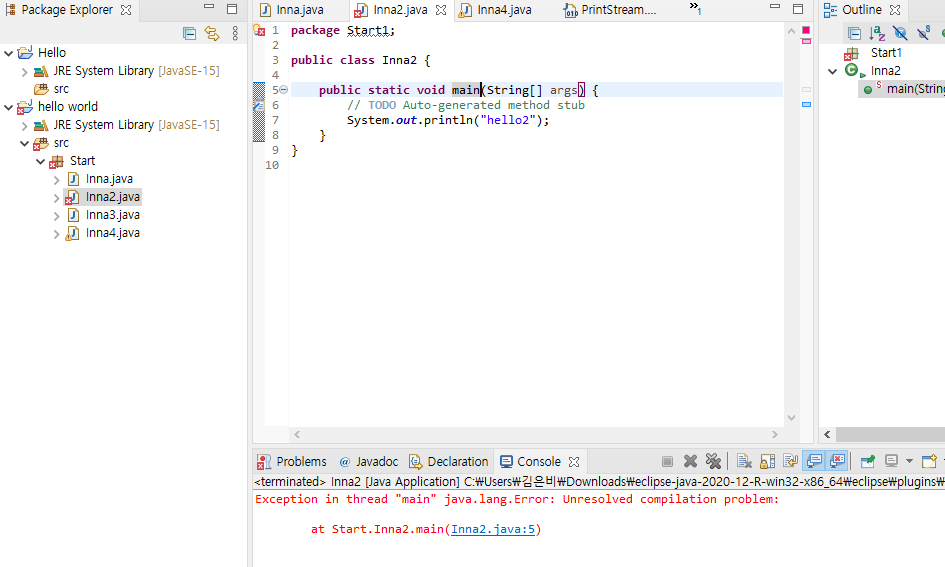 Package Explorer
Hello
JRE System Library [JavaSE-15]
src
hello world
JRE System Library [JavaSE-15]
src
Start
Inna.java
Inna2.java
Inna3.java
Inna4.java
Inna.java Inna2.java Inna4.java PrintStream.... »1
1 package Start1;
2
3 public class Inna2 {
4
5 public static void main(String[] args) {
6 // TODO Auto-generated method stub
7 System.out.println("hello2");
8 }
9 }
10
Outline
Start1
Inna2
main(String
Problems @ Javadoc Declaration Console
<terminated> Inna2 [Java Application] C:₩Users₩김은비₩Downloads₩eclipse-java-2020-12-R-win32-x86_64₩eclipse₩plugins₩
Exception in thread "main" java.lang.Error: Unresolved compilation problem:
at Start.Inna2.main(Inna2.java:5)